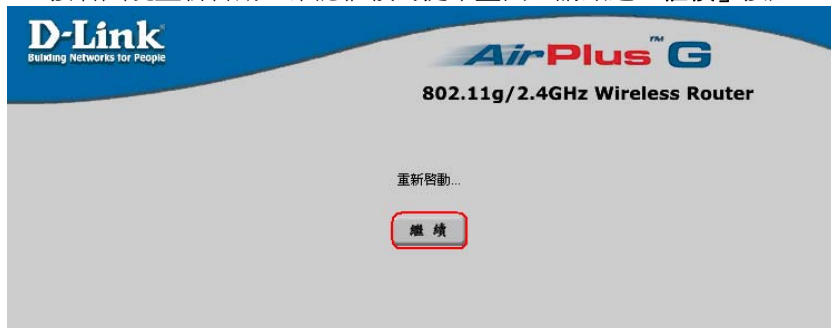 D-Link
Building Networks for People
AirPlus G
TM
802.11g/2.4GHz Wireless Router
重新啓動...
繼 續